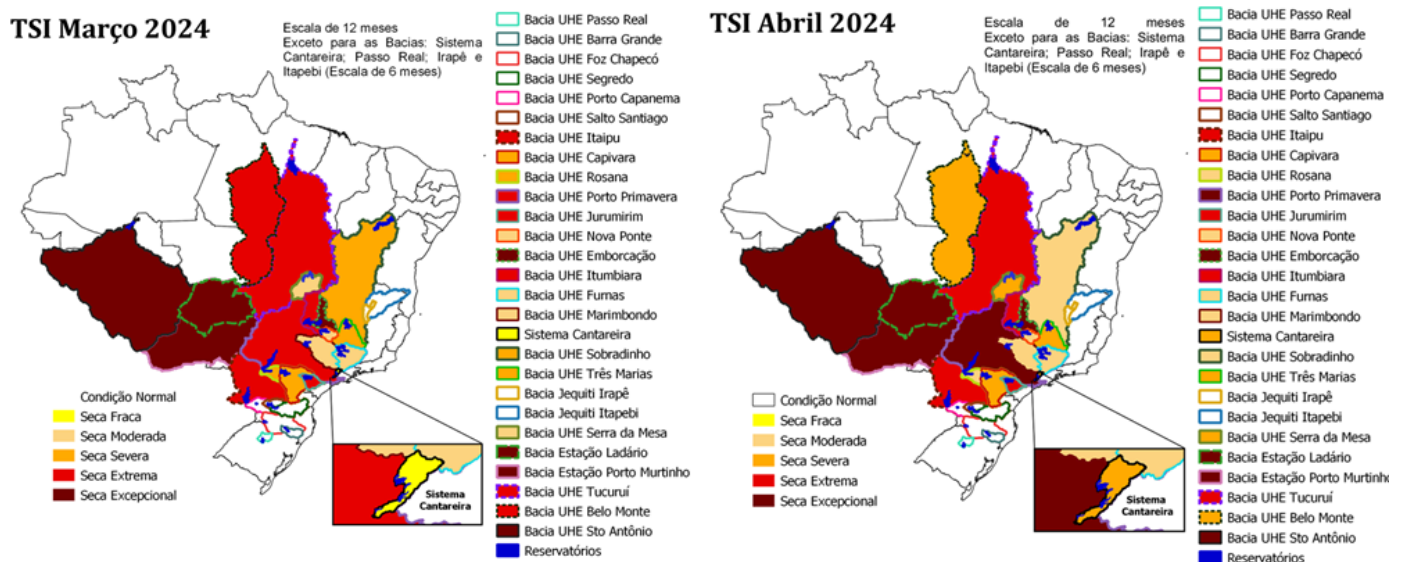 TSI Março 2024
Escala de 12 meses
Exceto para as Bacias: Sistema
Cantareira; Passo Real; Irapê e
Itapebi (Escala de 6 meses)
Bacia UHE Passo Real
Bacia UHE Barra Grande
Bacia UHE Foz Chapecó
Bacia UHE Segredo
Bacia UHE Porto Capanema
Bacia UHE Salto Santiago
Bacia UHE Itaipu
Bacia UHE Capivara
Bacia UHE Rosana
Bacia UHE Porto Primavera
Bacia UHE Jurumirim
Bacia UHE Nova Ponte
Bacia UHE Emborcação
Bacia UHE Itumbiara
Bacia UHE Furnas
Bacia UHE Marimbondo
Sistema Cantareira
Bacia UHE Sobradinho
Bacia UHE Três Marias
Bacia Jequiti Irapê
Bacia Jequiti Itapebi
Bacia UHE Serra da Mesa
Bacia Estação Ladário
Bacia Estação Porto Murtinho
Bacia UHE Tucuruí
Bacia UHE Belo Monte
Bacia UHE Sto Antônio
Reservatórios
Condição Normal
Seca Fraca
Seca Moderada
Seca Severa
Seca Extrema
Seca Excepcional
Sistema
Cantareira
TSI Abril 2024
Escala de 12 meses
Exceto para as Bacias: Sistema
Cantareira; Passo Real; Irapê e
Itapebi (Escala de 6 meses)
Bacia UHE Passo Real
Bacia UHE Barra Grande
Bacia UHE Foz Chapecó
Bacia UHE Segredo
Bacia UHE Porto Capanema
Bacia UHE Salto Santiago
Bacia UHE Itaipu
Bacia UHE Capivara
Bacia UHE Rosana
Bacia UHE Porto Primavera
Bacia UHE Jurumirim
Bacia UHE Nova Ponte
Bacia UHE Emborcação
Bacia UHE Itumbiara
Bacia UHE Furnas
Bacia UHE Marimbondo
Sistema Cantareira
Bacia UHE Sobradinho
Bacia UHE Três Marias
Bacia Jequiti Irapê
Bacia Jequiti Itapebi
Bacia UHE Serra da Mesa
Bacia Estação Ladário
Bacia Estação Porto Murtinho
Bacia UHE Tucuruí
Bacia UHE Belo Monte
Bacia UHE Sto Antônio
Reservatórios
Condição Normal
Seca Fraca
Seca Moderada
Seca Severa
Seca Extrema
Seca Excepcional
Sistema
Cantareira